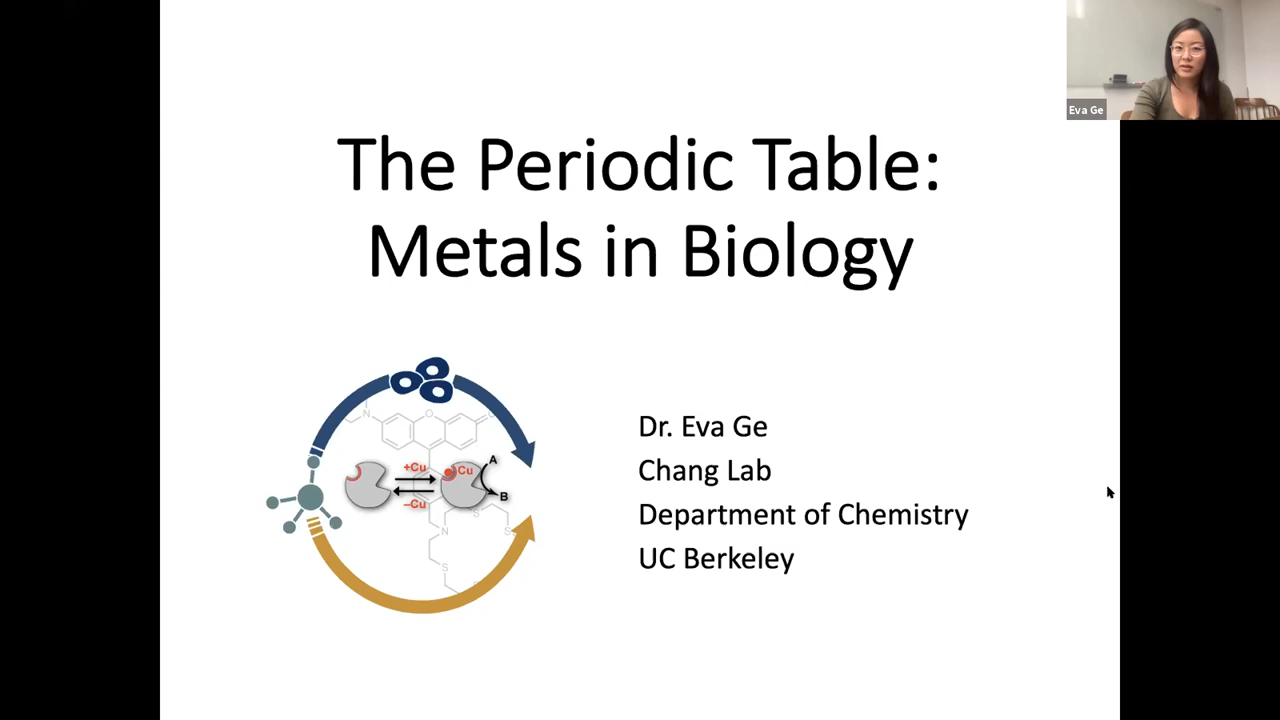 Eva Ge
The Periodic Table:
Metals in Biology
N
O
+Cu
Cu
A
–Cu
B
S
N
S
S
Dr. Eva Ge
Chang Lab
Department of Chemistry
UC Berkeley